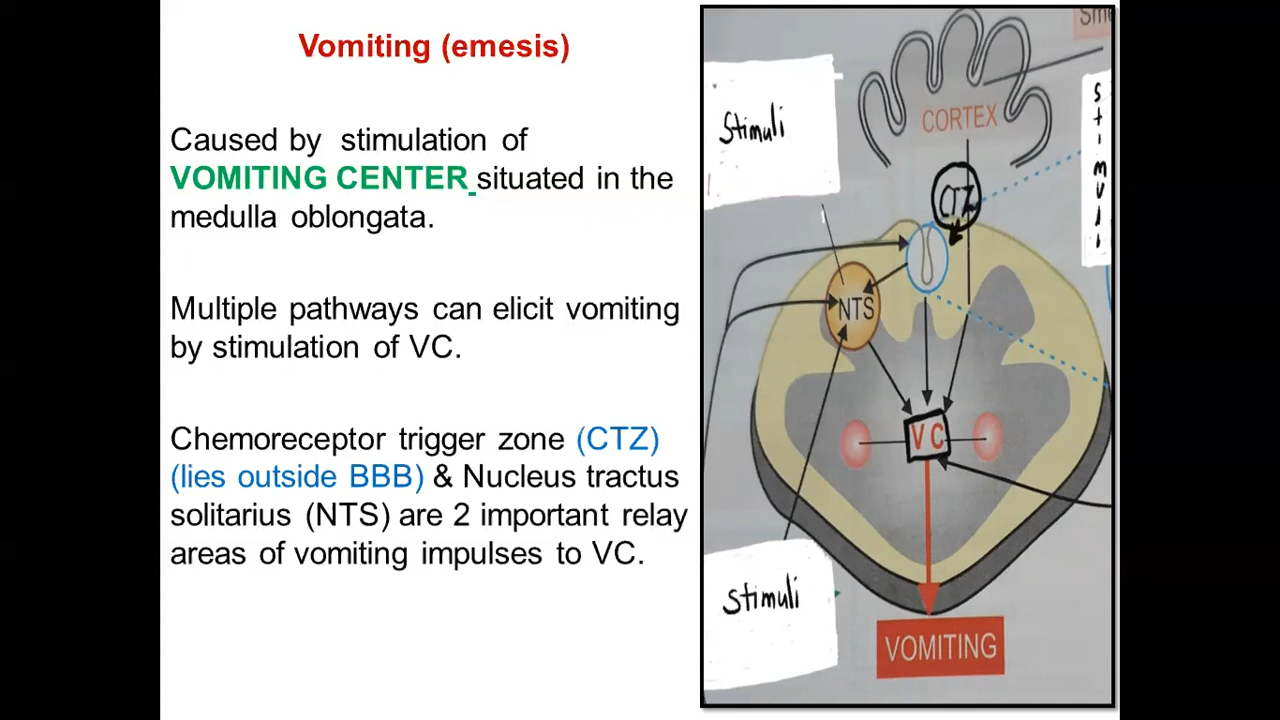 Vomiting (emesis)
Caused by stimulation of
VOMITING CENTER situated in the
medulla oblongata.
Multiple pathways can elicit vomiting
by stimulation of VC.
Chemoreceptor trigger zone (CTZ)
(lies outside BBB) & Nucleus tractus
solitarius (NTS) are 2 important relay
areas of vomiting impulses to VC.
Stimuli
CORTEX
Stimuli
CTZ
NTS
VC
Stimuli
VOMITING